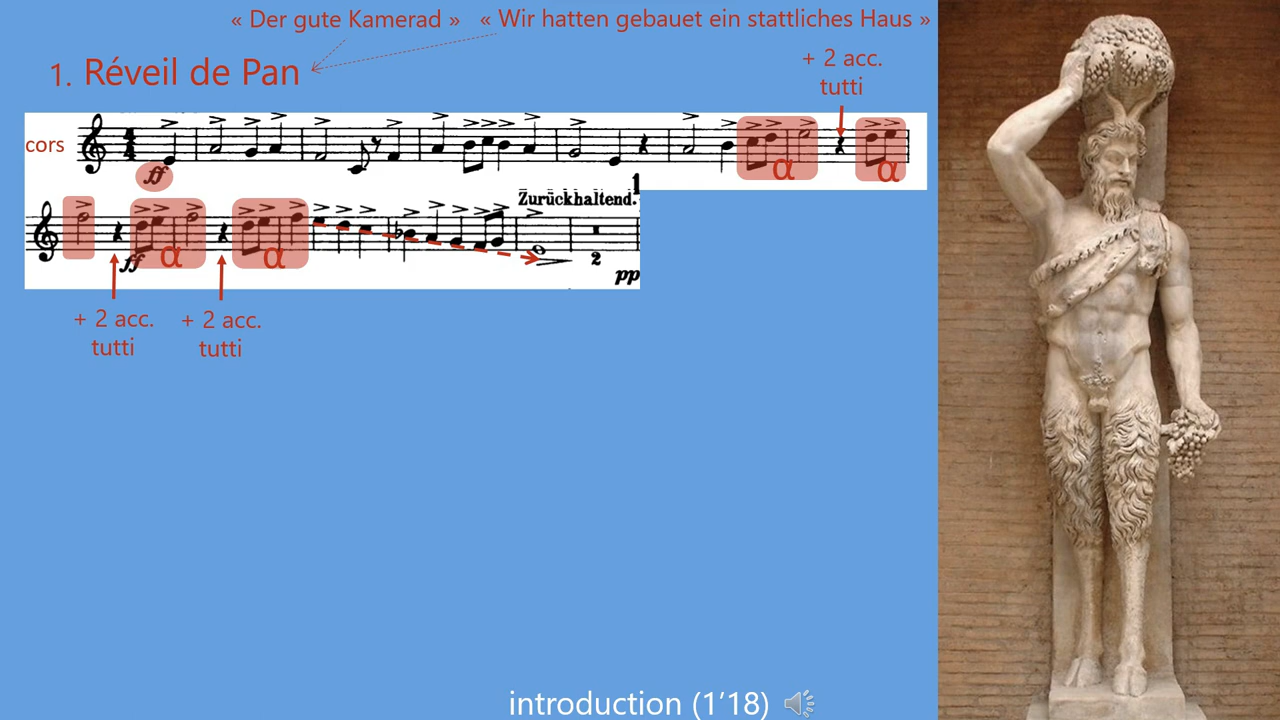 « Der gute Kamerad » « Wir hatten gebauet ein stattliches Haus »
1. Réveil de Pan
+ 2 acc.
tutti
cors
ff
α
α
Zurückhaltend.
1
ff
α
α
2
pp
+ 2 acc.
tutti
+ 2 acc.
tutti
introduction (1’18)